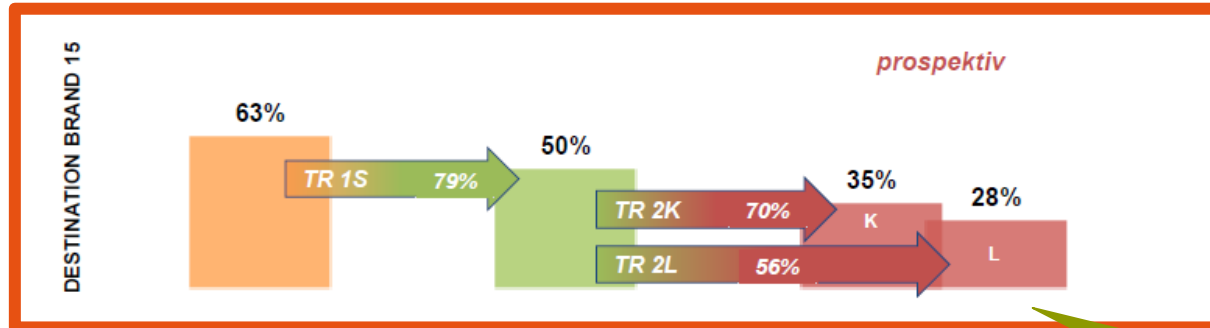 DESTINATION BRAND 15
prospektiv
63%
50%
35%
28%
TR 1S 79%
TR 2K 70%
K
L
TR 2L 56%